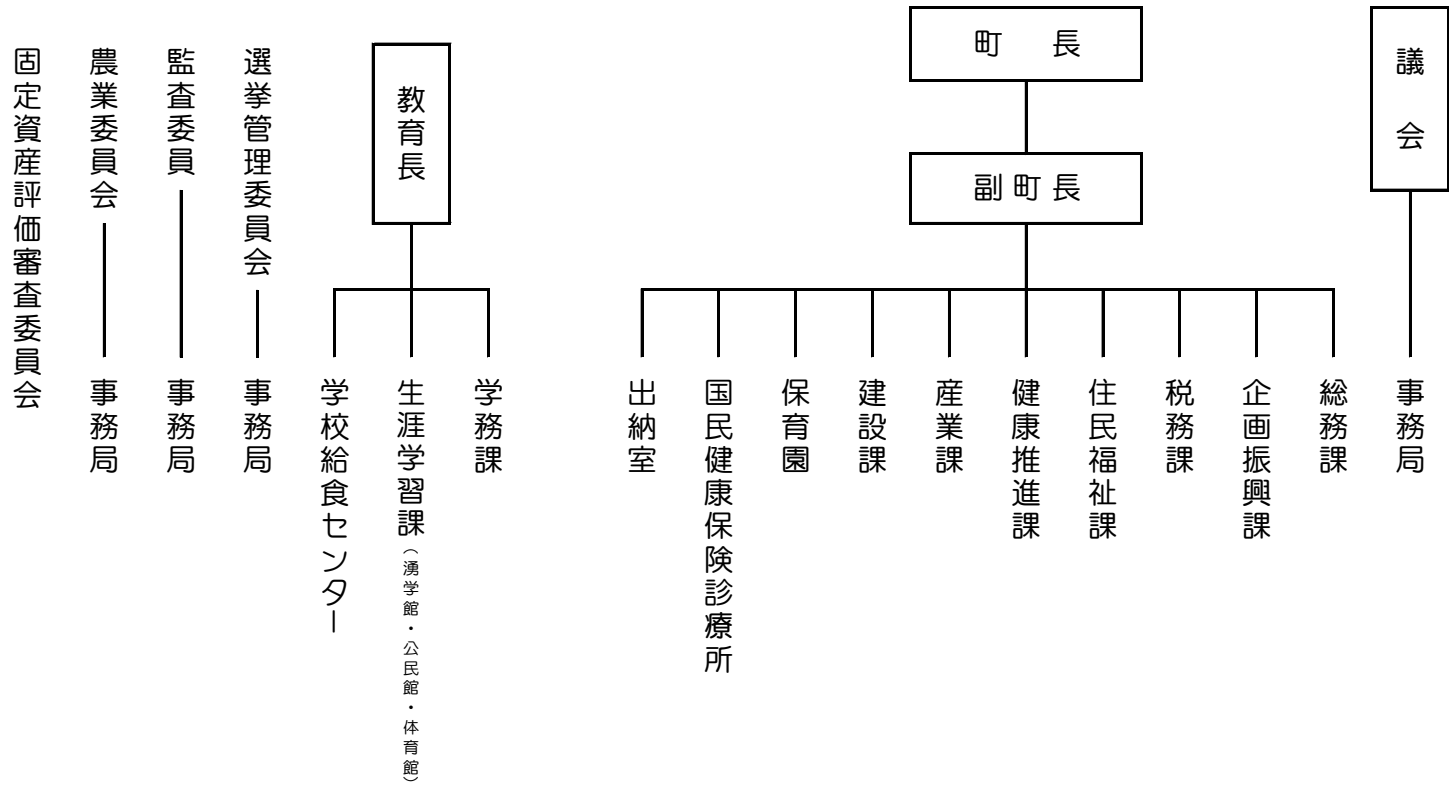 議会
事務局
町長
副町長
総務課
企画振興課
税務課
住民福祉課
健康推進課
産業課
建設課
保育園
国民健康保険診療所
出納室
教育長
学務課
生涯学習課（湧学館・公民館・体育館）
学校給食センター
選挙管理委員会
事務局
監査委員
事務局
農業委員会
事務局
固定資産評価審査委員会